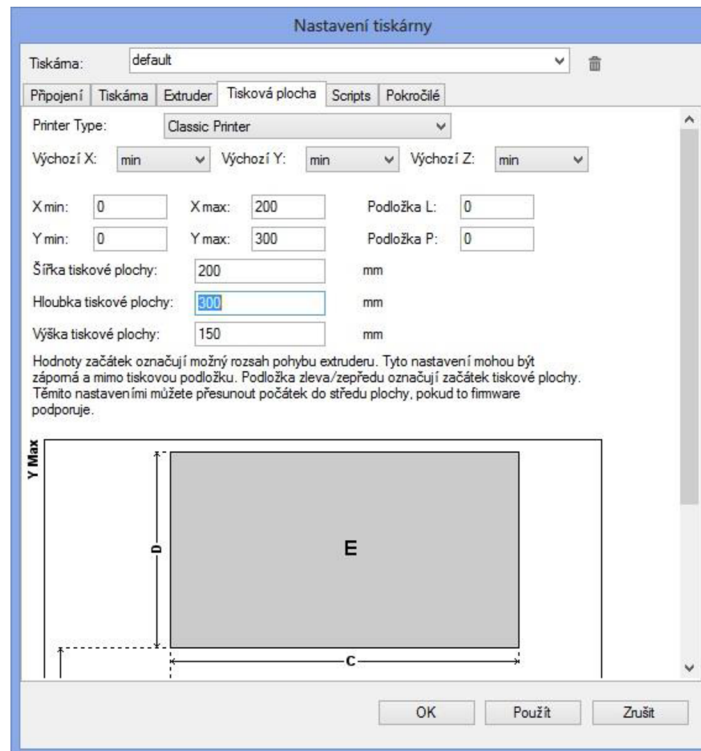 Nastavení tiskárny
Tiskárna: default
Připojení Tiskárna Extruder Tisková plocha Scripts Pokročilé
Printer Type: Classic Printer
Výchozí X: min Výchozí Y: min Výchozí Z: min
X min: 0 X max: 200 Podložka L: 0
Y min: 0 Y max: 300 Podložka P: 0
Šířka tiskové plochy: 200 mm
Hloubka tiskové plochy: 300 mm
Výška tiskové plochy: 150 mm
Hodnoty začátek označují možný rozsah pohybu extruderu. Tyto nastavení mohou být
záporná a mimo tiskovou podložku. Podložka zleva/zepředu označují začátek tiskové plochy.
Těmito nastaveními můžete přesunout počátek do středu plochy, pokud to firmware
podporuje.
Y Max
D
E
C
OK Použít Zrušit